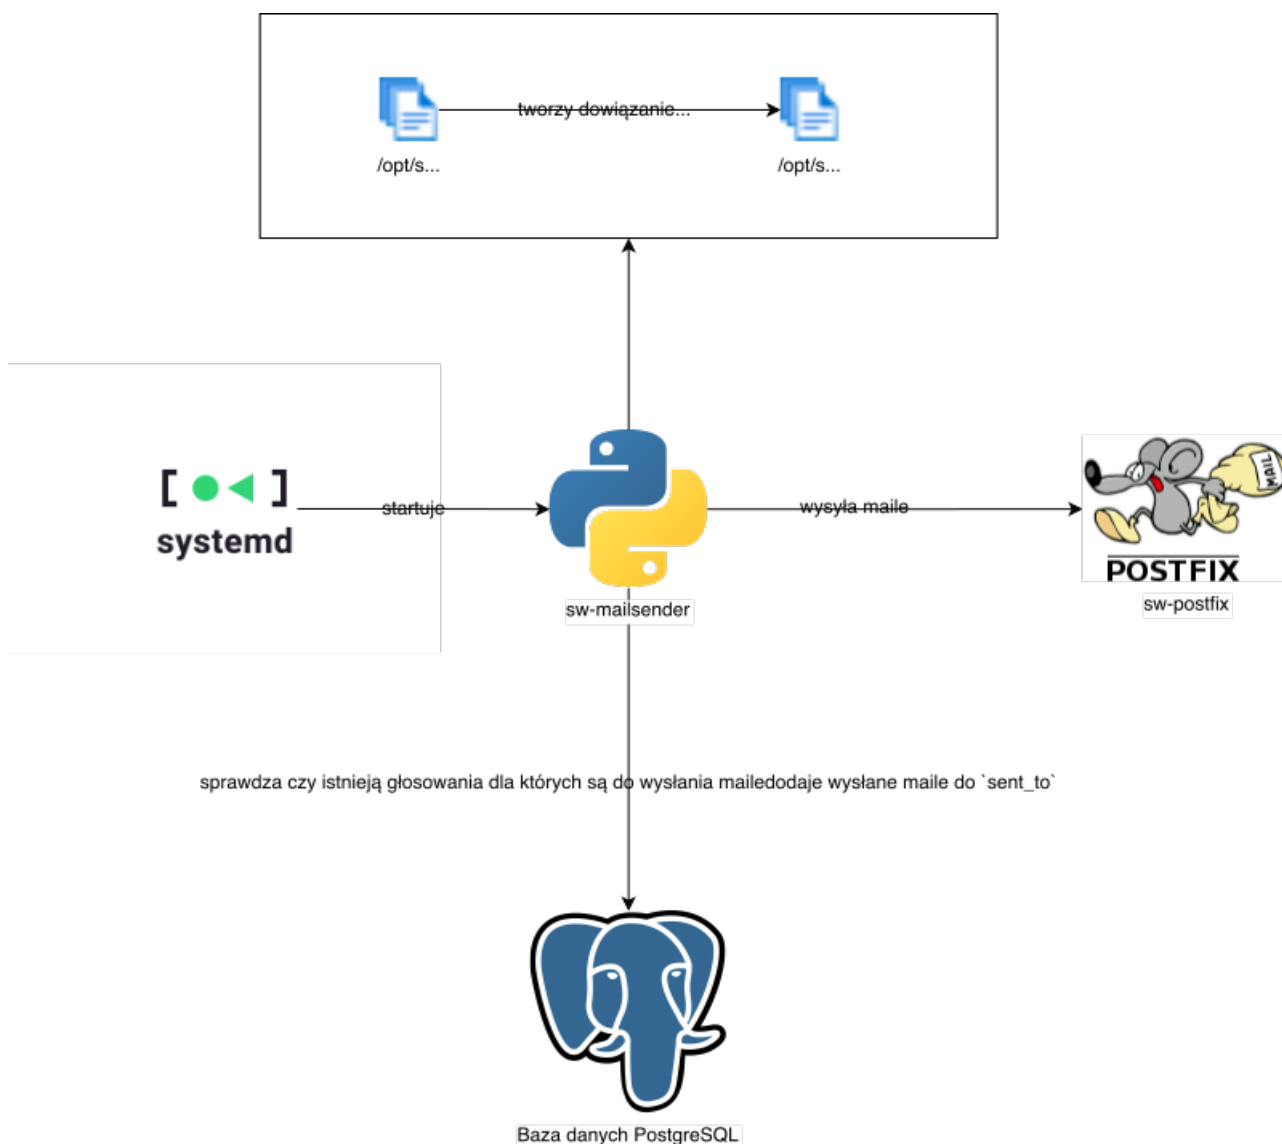 tworzy dowiązanie...
/opt/s...
/opt/s...
[ ]
systemd
startuje
wysyła maile
MAIL
POSTFIX
sw-mailsender
sw-postfix
sprawdza czy istnieją głosowania dla których są do wysłania mailedodaje wysłane maile do `sent_to`
Baza danych PostgreSQL